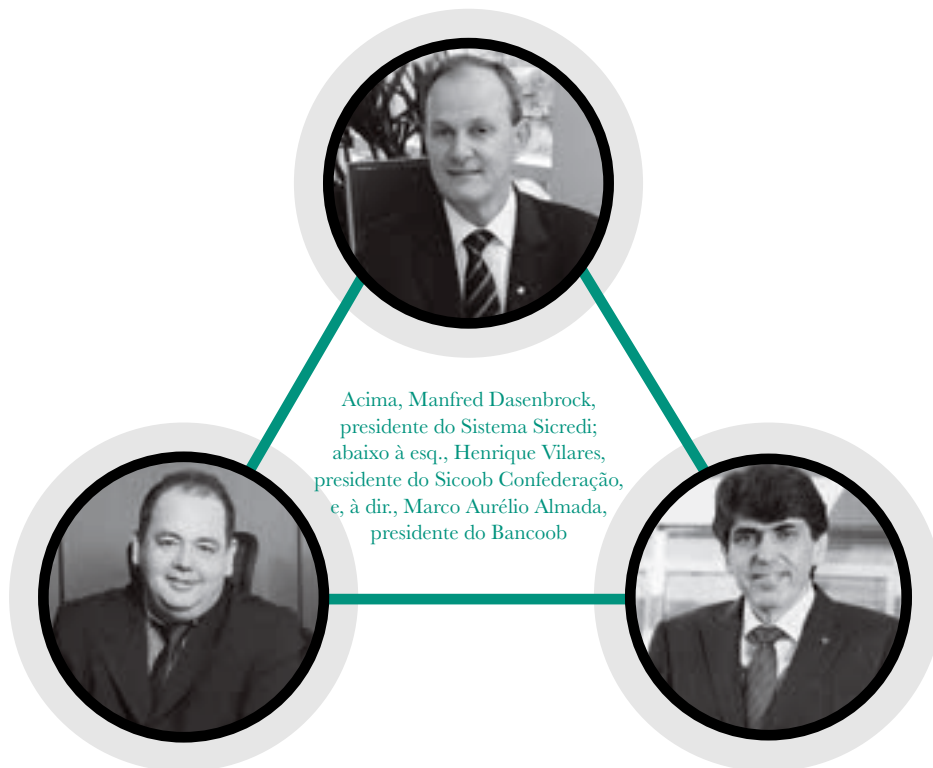 Acima, Manfred Dasenbrock,
presidente do Sistema Sicredi;
abaixo à esq., Henrique Vilares,
presidente do Sicoob Confederação,
e, à dir., Marco Aurélio Almada,
presidente do Bancoob